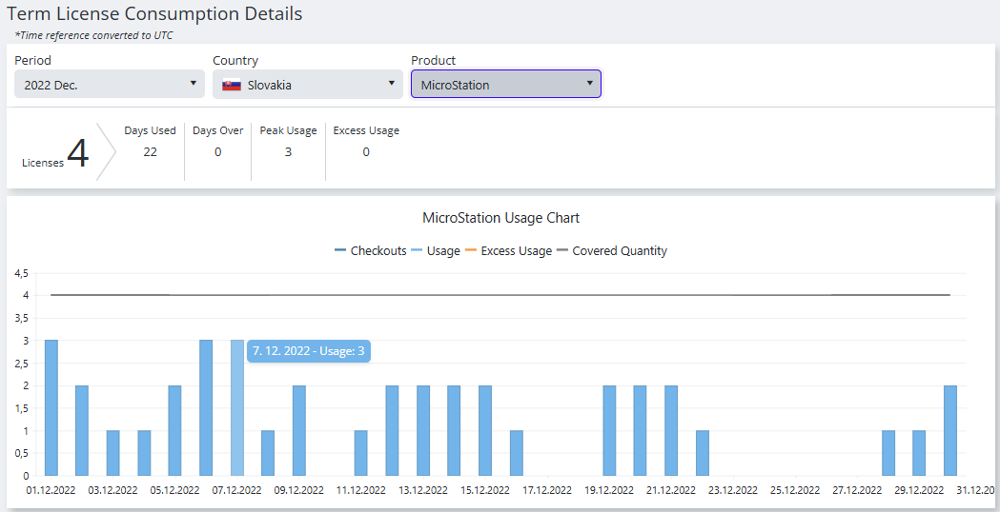 Term License Consumption Details
*Time reference converted to UTC
Period Country Product
2022 Dec. Slovakia MicroStation
Days Used Days Over Peak Usage Excess Usage
Licenses 4 22 0 3 0
MicroStation Usage Chart
Checkouts Usage Excess Usage Covered Quantity
4,5
4
3,5
3
7. 12. 2022 - Usage: 3
2,5
2
1,5
1
0,5
0
01.12.2022 03.12.2022 05.12.2022 07.12.2022 09.12.2022 11.12.2022 13.12.2022 15.12.2022 17.12.2022 19.12.2022 21.12.2022 23.12.2022 25.12.2022 27.12.2022 29.12.2022 31.12.20